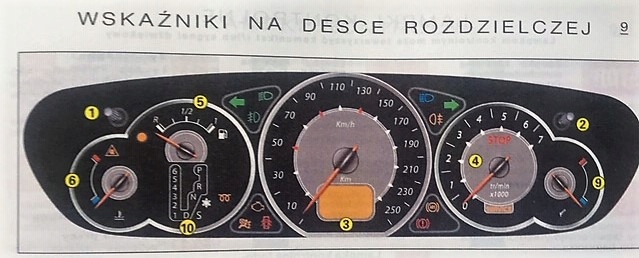 WSKAŹNIKI NA DESCE ROZDZIELCZEJ 9
1
5
R 1/2 1
6
6 P
5 R
4
3 N
2
1 D S
10
10 30 50 70 90 110 130 150 170 190 210 230 250
Km/h
Km
3
0 1 2 3 4 5 6 7
STOP
4
tr/min
x1000
2
9